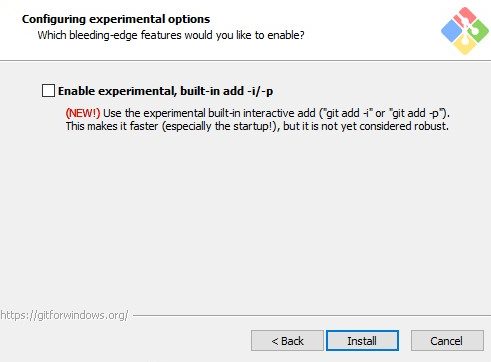 Configuring experimental options
Which bleeding-edge features would you like to enable?
Enable experimental, built-in add -i/-p
(NEW!) Use the experimental built-in interactive add ("git add -i" or "git add -p").
This makes it faster (especially the startup!), but it is not yet considered robust.
https://gitforwindows.org/
< Back Install Cancel